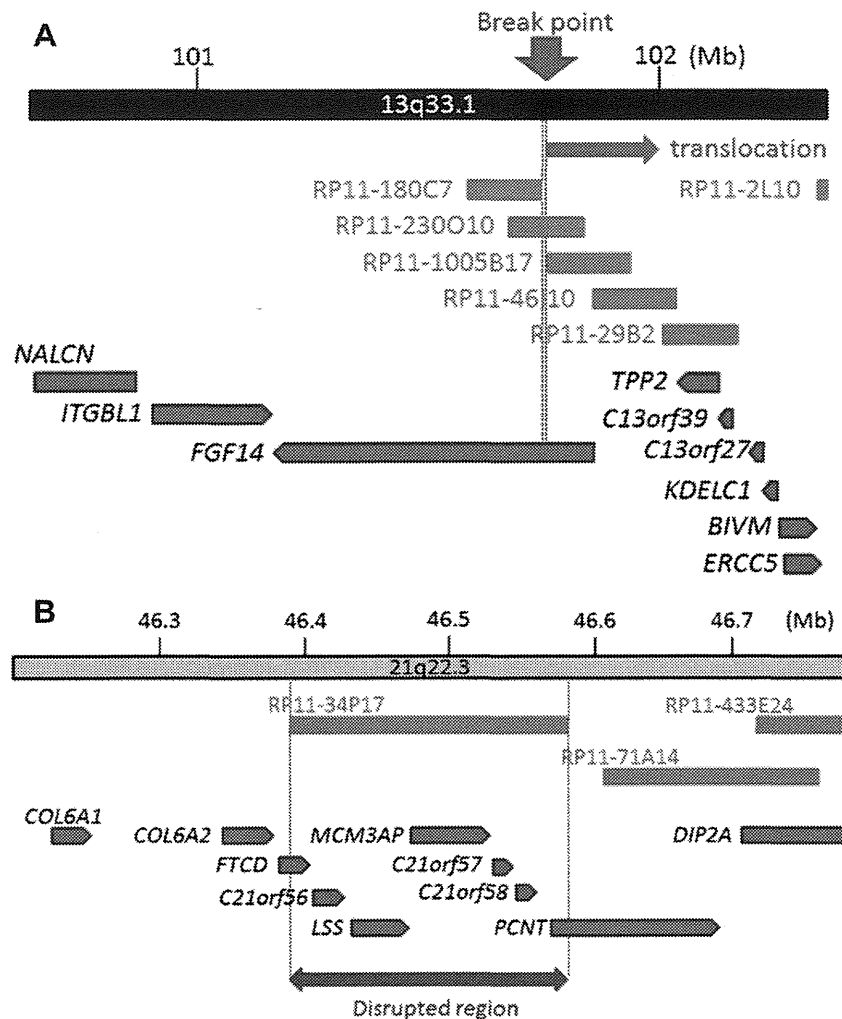 A
Break point
101
102 (Mb)
13q33.1
translocation
RP11-180C7
RP11-2L10
RP11-230O10
RP11-1005B17
RP11-46I10
RP11-29B2
NALCN
TPP2
ITGBL1
C13orf39
FGF14
C13orf27
KDELC1
BIVM
ERCC5
B
46.3
46.4
46.5
46.6
46.7
(Mb)
21q22.3
RP11-34P17
RP11-433E24
RP11-71A14
COL6A1
COL6A2
MCM3AP
DIP2A
FTCD
C21orf57
C21orf56
C21orf58
LSS
PCNT
Disrupted region